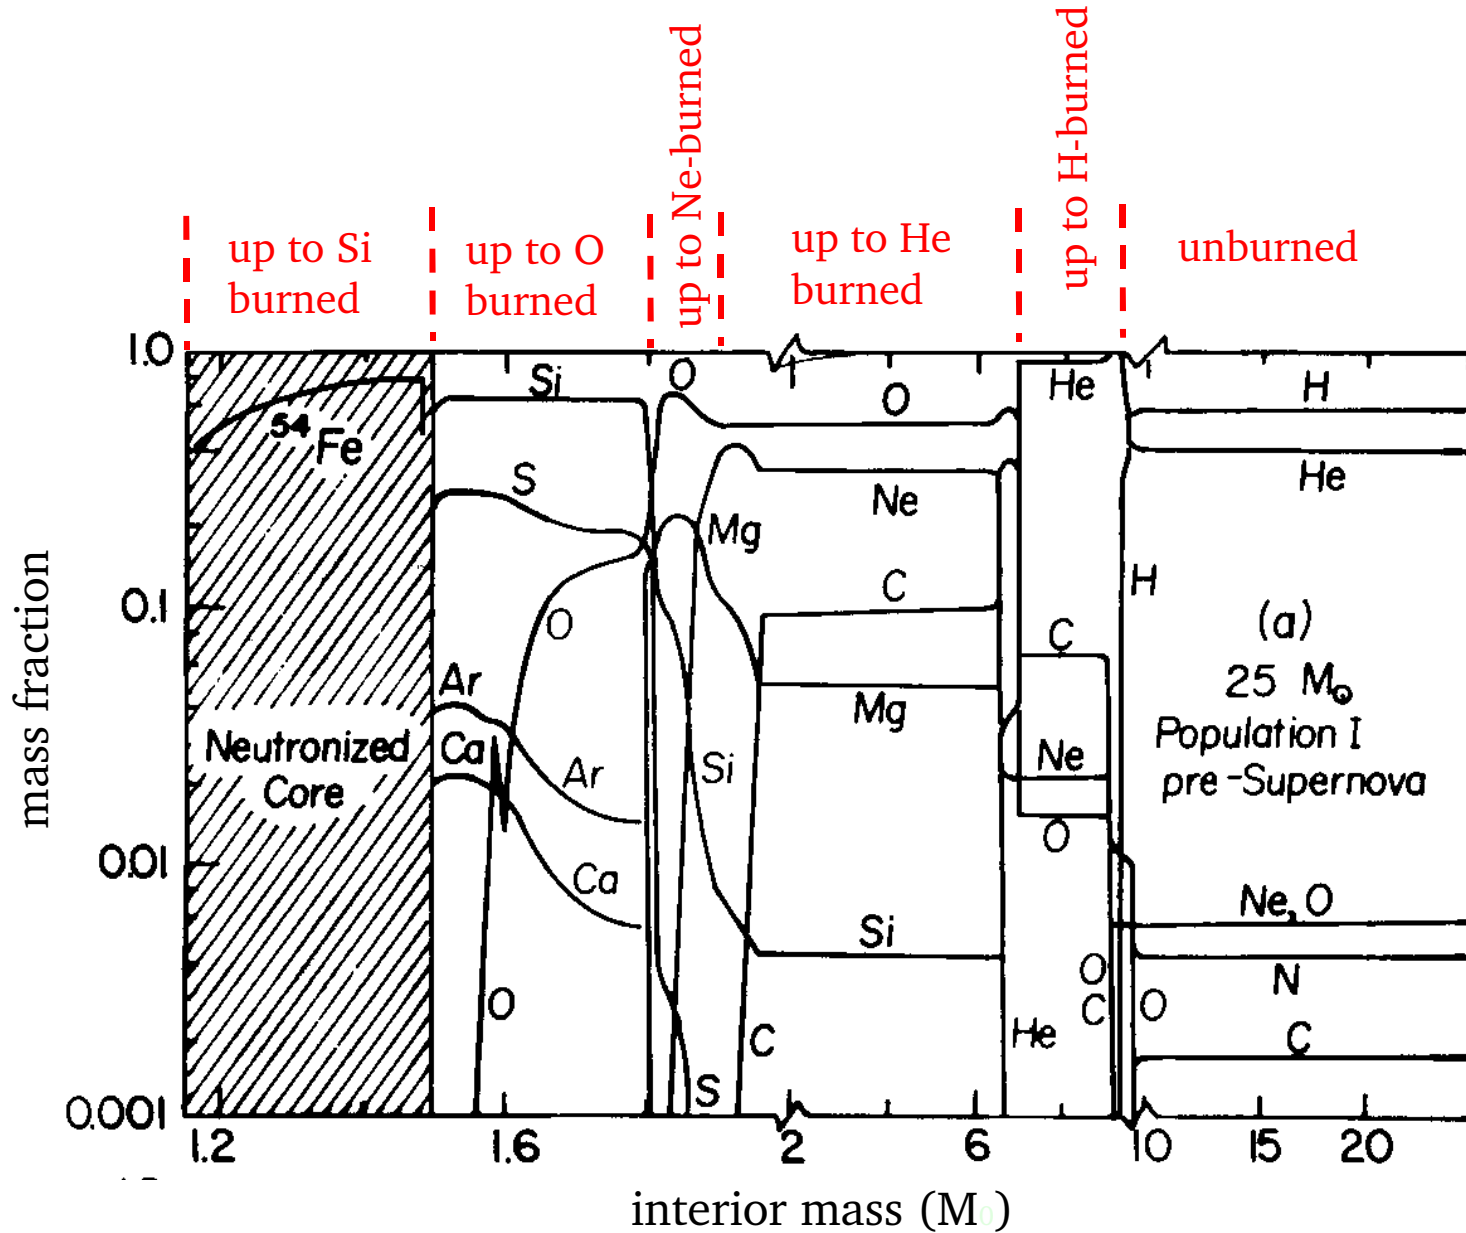 up to Ne-burned
up to H-burned
up to Si
burned
up to O
burned
up to He
burned
unburned
1.0
0.1
0.01
0.001
mass fraction
54
Fe
Neutronized
Core
Si
S
O
Ar
Ca
Ar
Ca
O
O
Mg
Si
S
C
O
Ne
C
Mg
Si
He
He
C
Ne
O
O
C
H
O
H
He
(a)
25 M⊙
Population I
pre-Supernova
Ne, O
N
C
1.2
1.6
2
6
10
15
20
interior mass (M0)